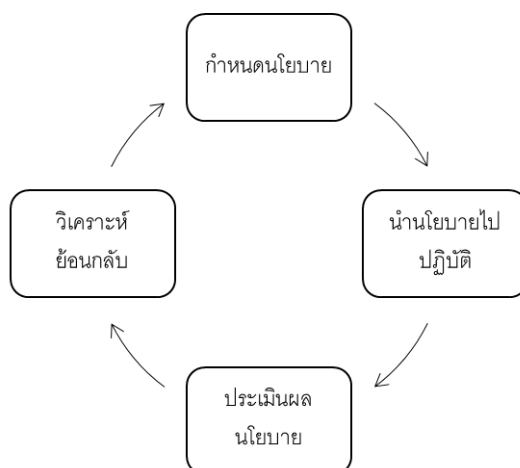 กำหนดนโยบาย
นำนโยบายไป
ปฏิบัติ
ประเมินผล
นโยบาย
วิเคราะห์
ย้อนกลับ